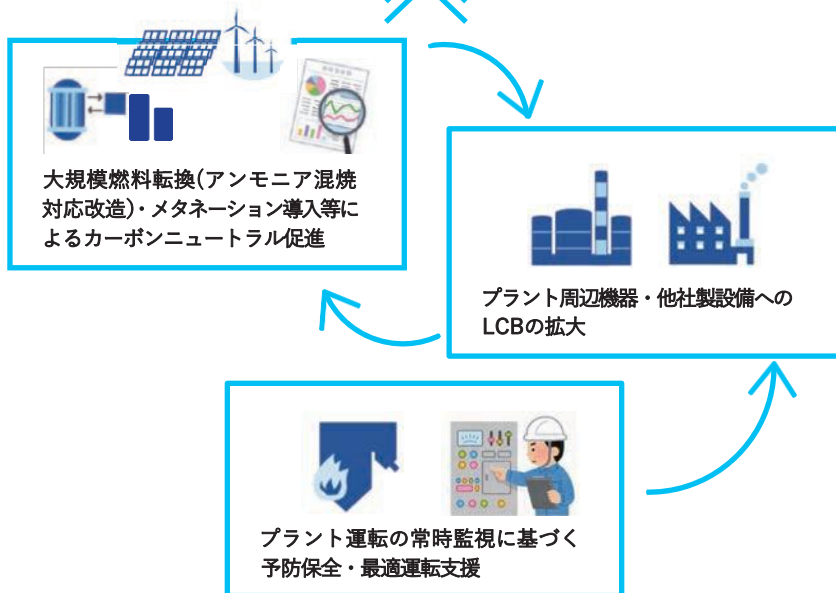 大規模燃料転換(アンモニア混焼
対応改造)・メタネーション導入等に
よるカーボンニュートラル促進
プラント周辺機器・他社製設備への
LCBの拡大
プラント運転の常時監視に基づく
予防保全・最適運転支援